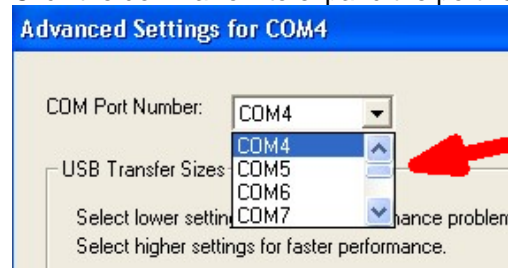 Advanced Settings for COM4
COM Port Number:
COM4
COM4
COM5
USB Transfer Sizes
COM6
COM7
Select lower
Select higher settings for faster performance.